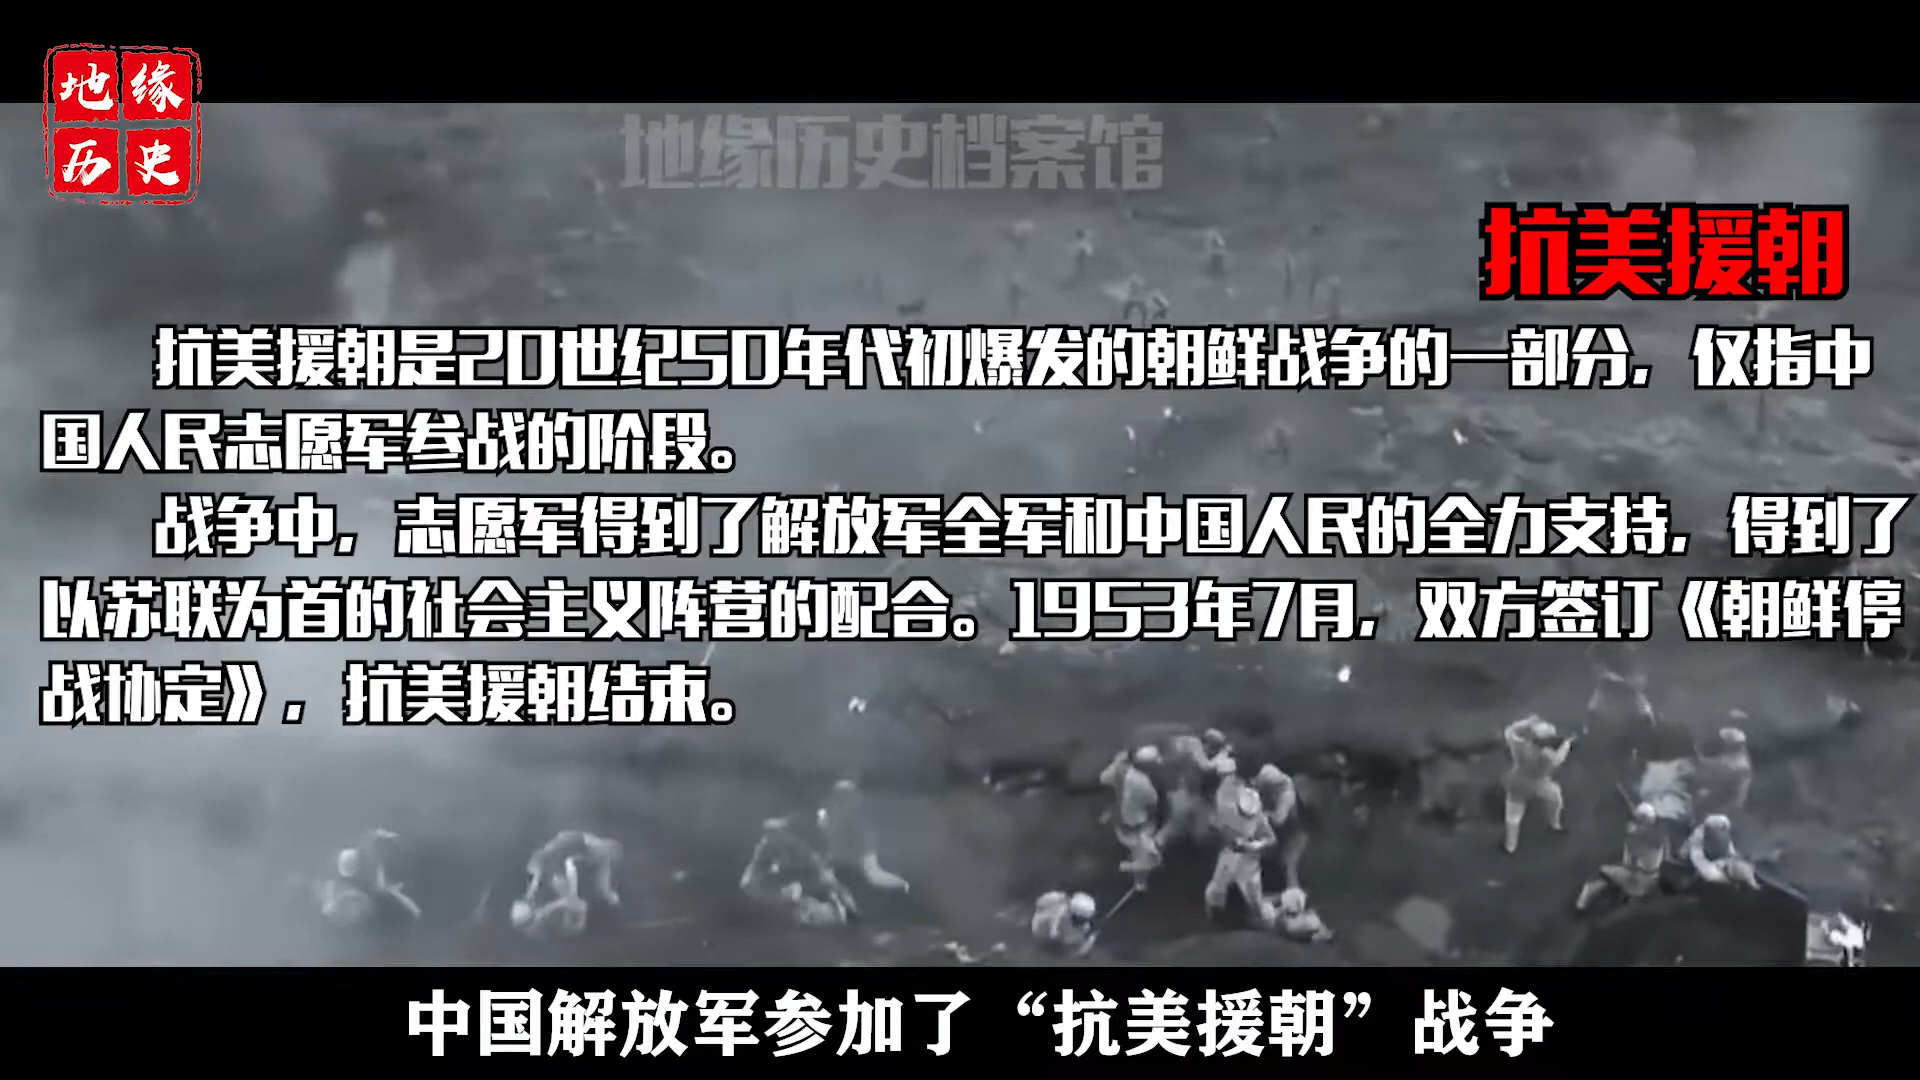 地缘
历史
地缘历史档案馆
抗美援朝
抗美援朝是20世纪50年代初爆发的朝鲜战争的一部分，仅指中
国人民志愿军参战的阶段。
战争中，志愿军得到了解放军全军和中国人民的全力支持，得到了
以苏联为首的社会主义阵营的配合。1953年7月，双方签订《朝鲜停
战协定》，抗美援朝结束。
中国解放军参加了“抗美援朝”战争